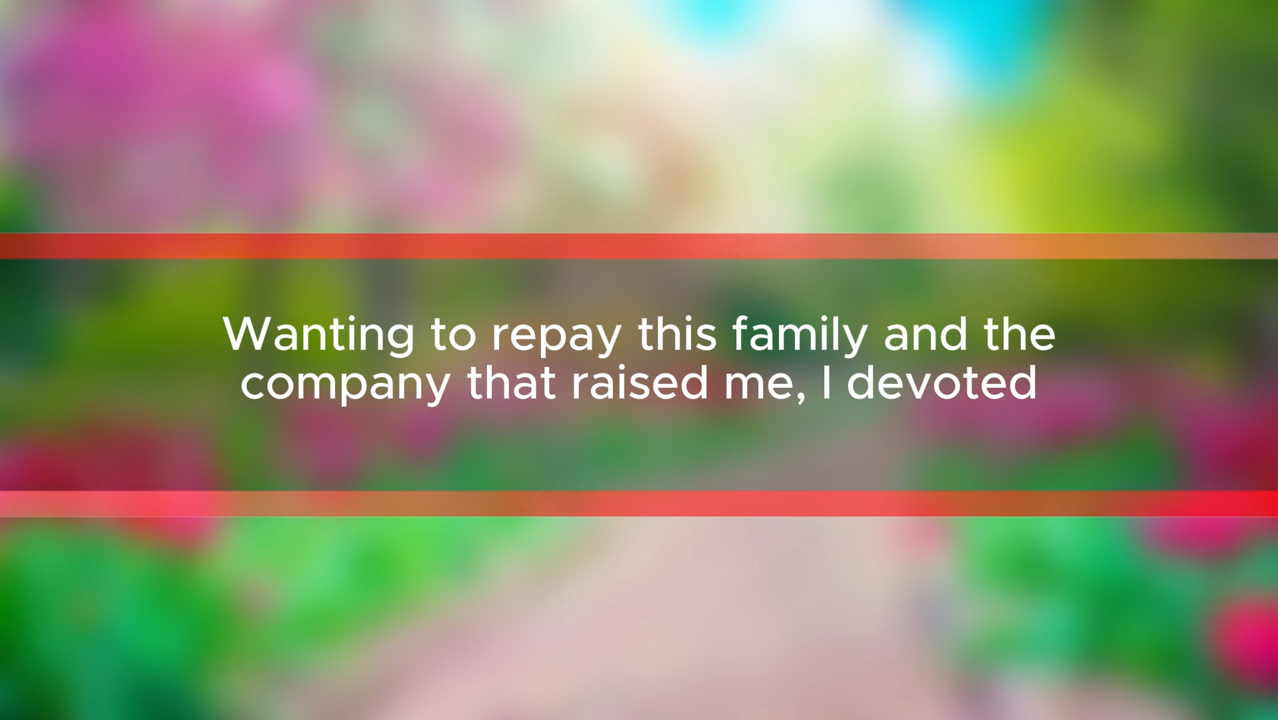 Wanting to repay this family and the
company that raised me, I devoted